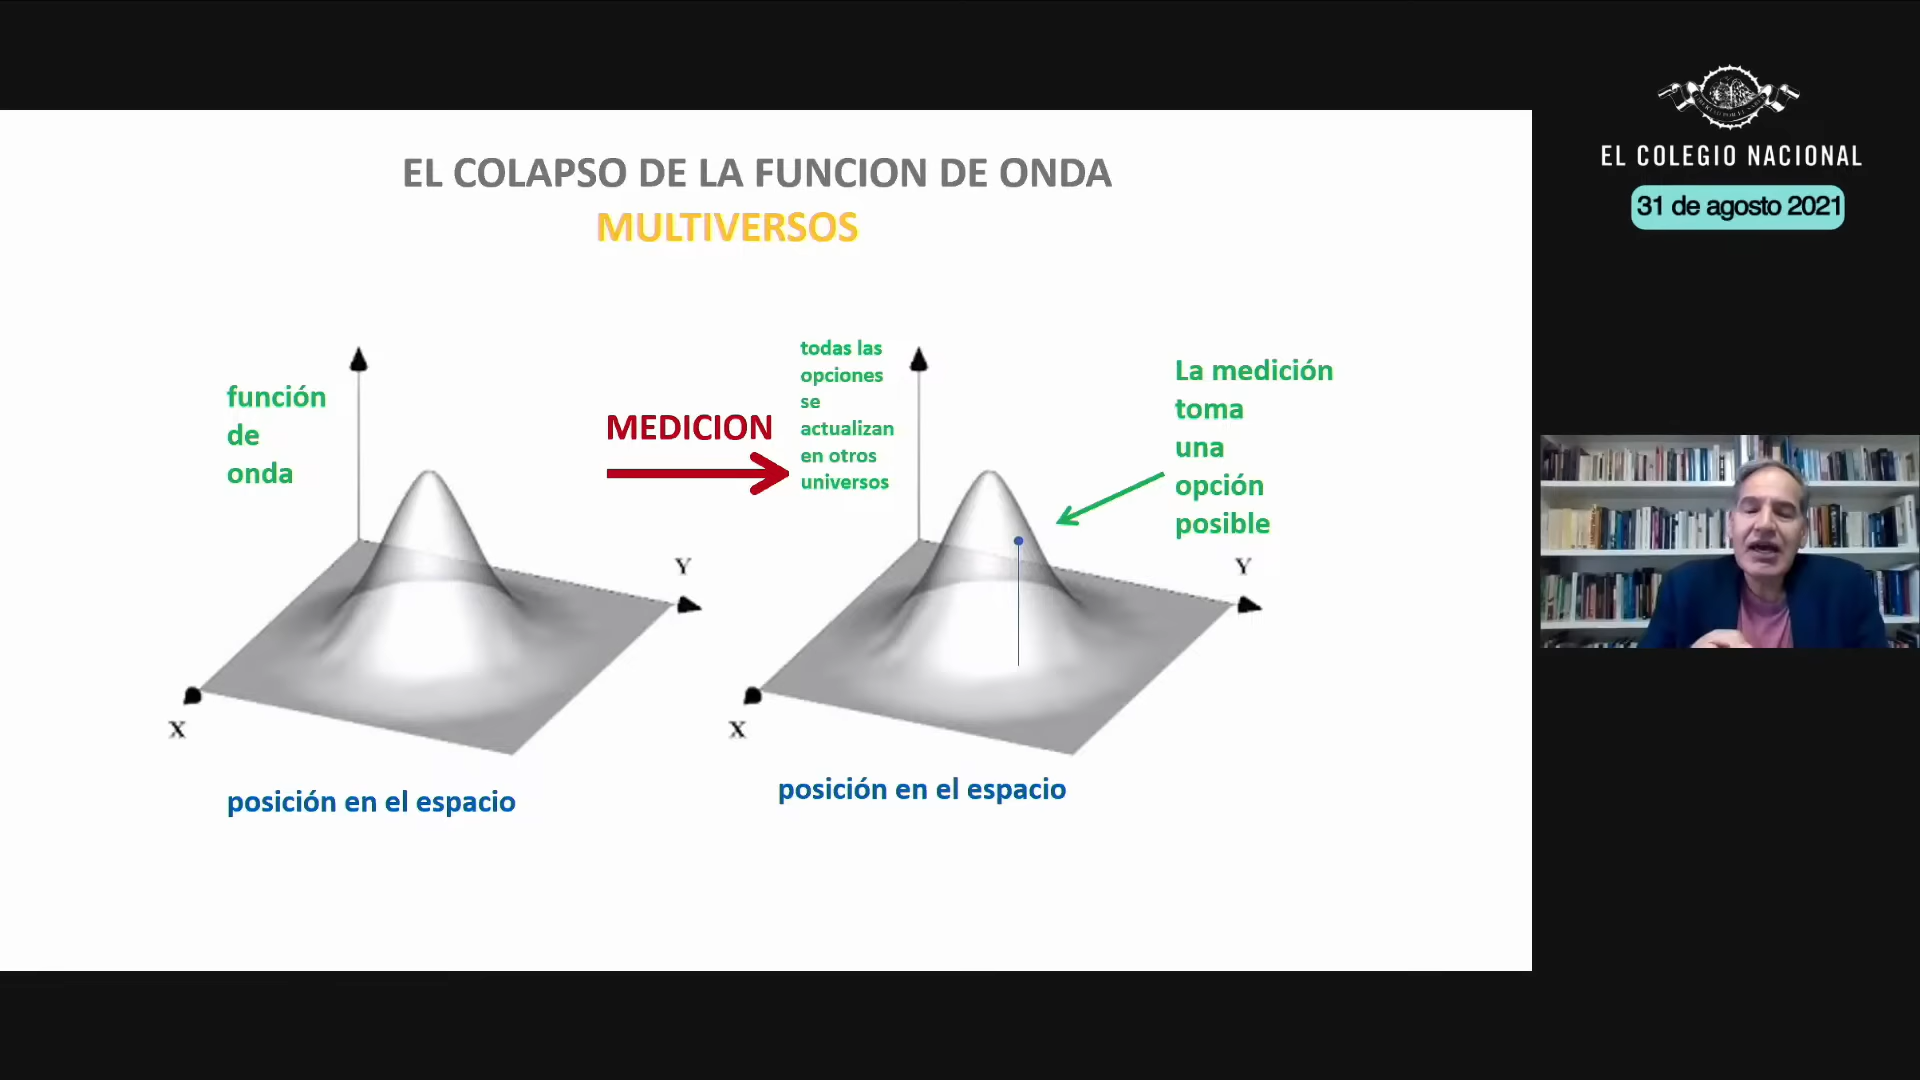 EL COLAPSO DE LA FUNCION DE ONDA
MULTIVERSOS
función
de
onda
MEDICION
todas las
opciones
se
actualizan
en otros
universos
La medición
toma
una
opción
posible
Y
X
posición en el espacio
Y
X
posición en el espacio
EL COLEGIO NACIONAL
31 de agosto 2021